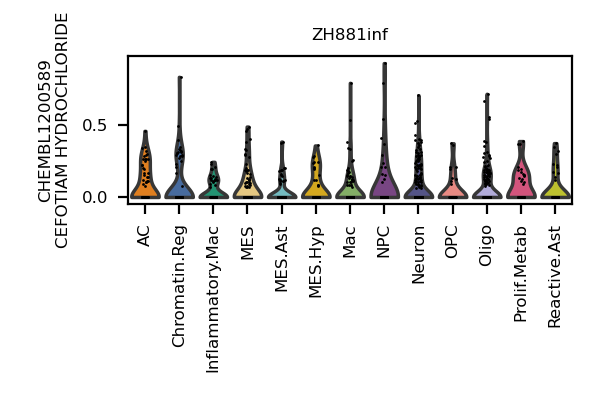 ZH881inf
CHEMBL1200589
CEFOTIAM HYDROCHLORIDE
0.5
0.0
AC
Chromatin.Reg
Inflammatory.Mac
MES
MES.Ast
MES.Hyp
Mac
NPC
Neuron
OPC
Oligo
Prolif.Metab
Reactive.Ast